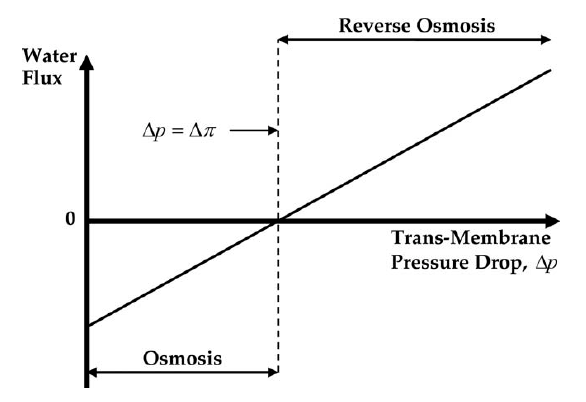 Reverse Osmosis
Water
Flux
Δp = Δπ
0
Trans-Membrane
Pressure Drop, Δp
Osmosis